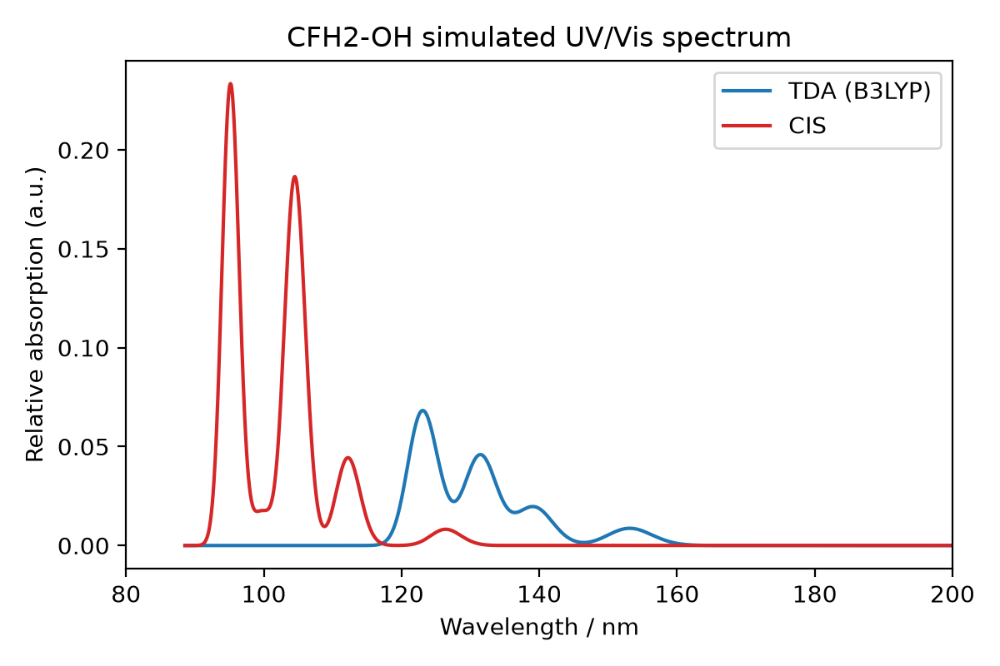 CFH2-OH simulated UV/Vis spectrum
TDA (B3LYP)
CIS
Relative absorption (a.u.)
0.20
0.15
0.10
0.05
0.00
80 100 120 140 160 180 200
Wavelength / nm